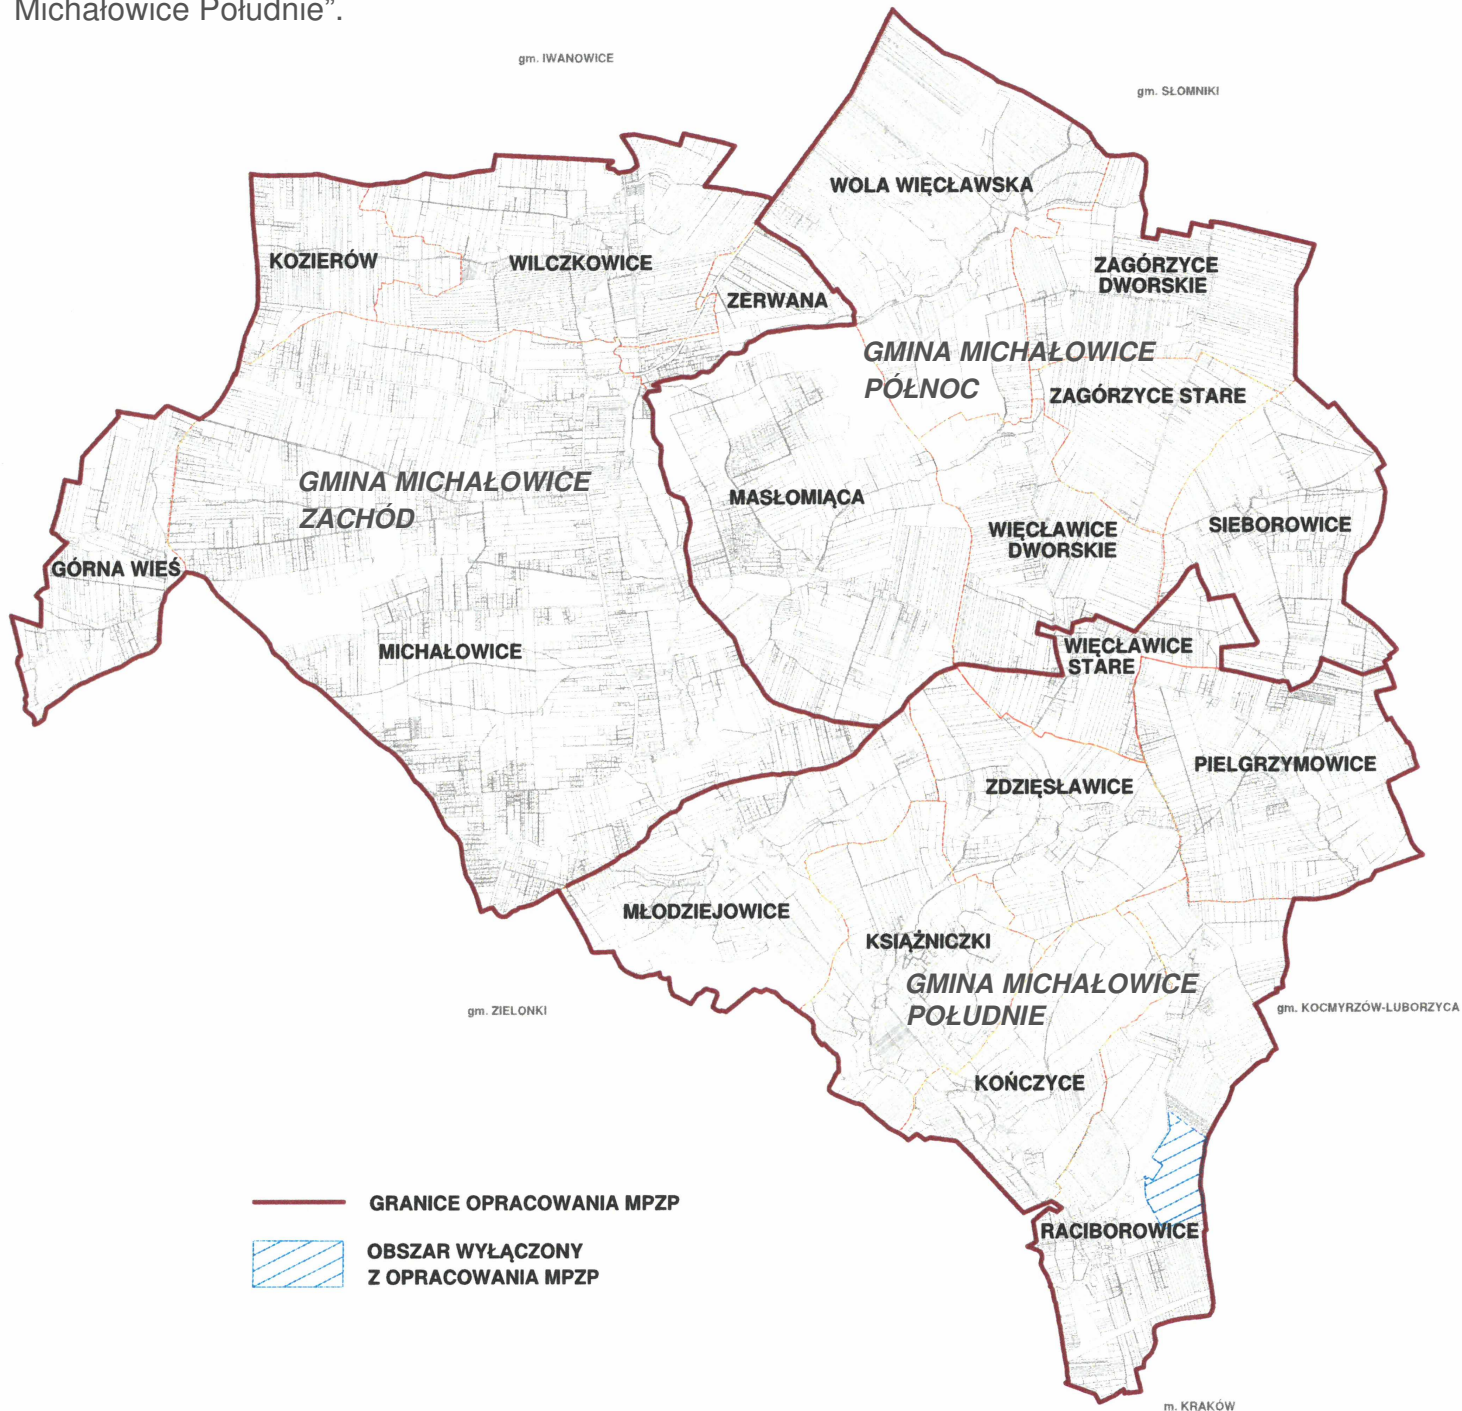 Michałowice Południe”.
gm. IWANOWICE
gm. SŁOMNIKI
WOLA WIĘCŁAWSKA
KOZIERÓW
WILCZKOWICE
ZAGÓRZYCE
DWORSKIE
ZERWANA
GMINA MICHAŁOWICE
PÓŁNOC
ZAGÓRZYCE STARE
GMINA MICHAŁOWICE
ZACHÓD
MASŁOMIĄCA
WIĘCŁAWICE
DWORSKIE
SIEBOROWICE
GÓRNA WIEŚ
MICHAŁOWICE
WIĘCŁAWICE
STARE
PIELGRZYMOWICE
ZDZIĘSŁAWICE
MŁODZIEJOWICE
KSIĄŻNICZKI
GMINA MICHAŁOWICE
POŁUDNIE
gm. ZIELONKI
gm. KOCMYRZÓW-LUBORZYCA
KOŃCZYCE
GRANICE OPRACOWANIA MPZP
RACIBOROWICE
OBSZAR WYŁĄCZONY
Z OPRACOWANIA MPZP
m. KRAKÓW